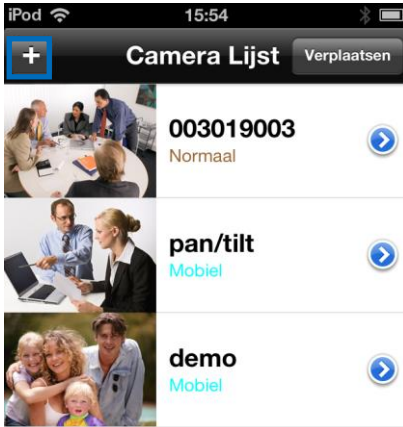 iPod 15:54
+ Camera Lijst Verplaatsen
003019003
Normaal
pan/tilt
Mobiel
demo
Mobiel